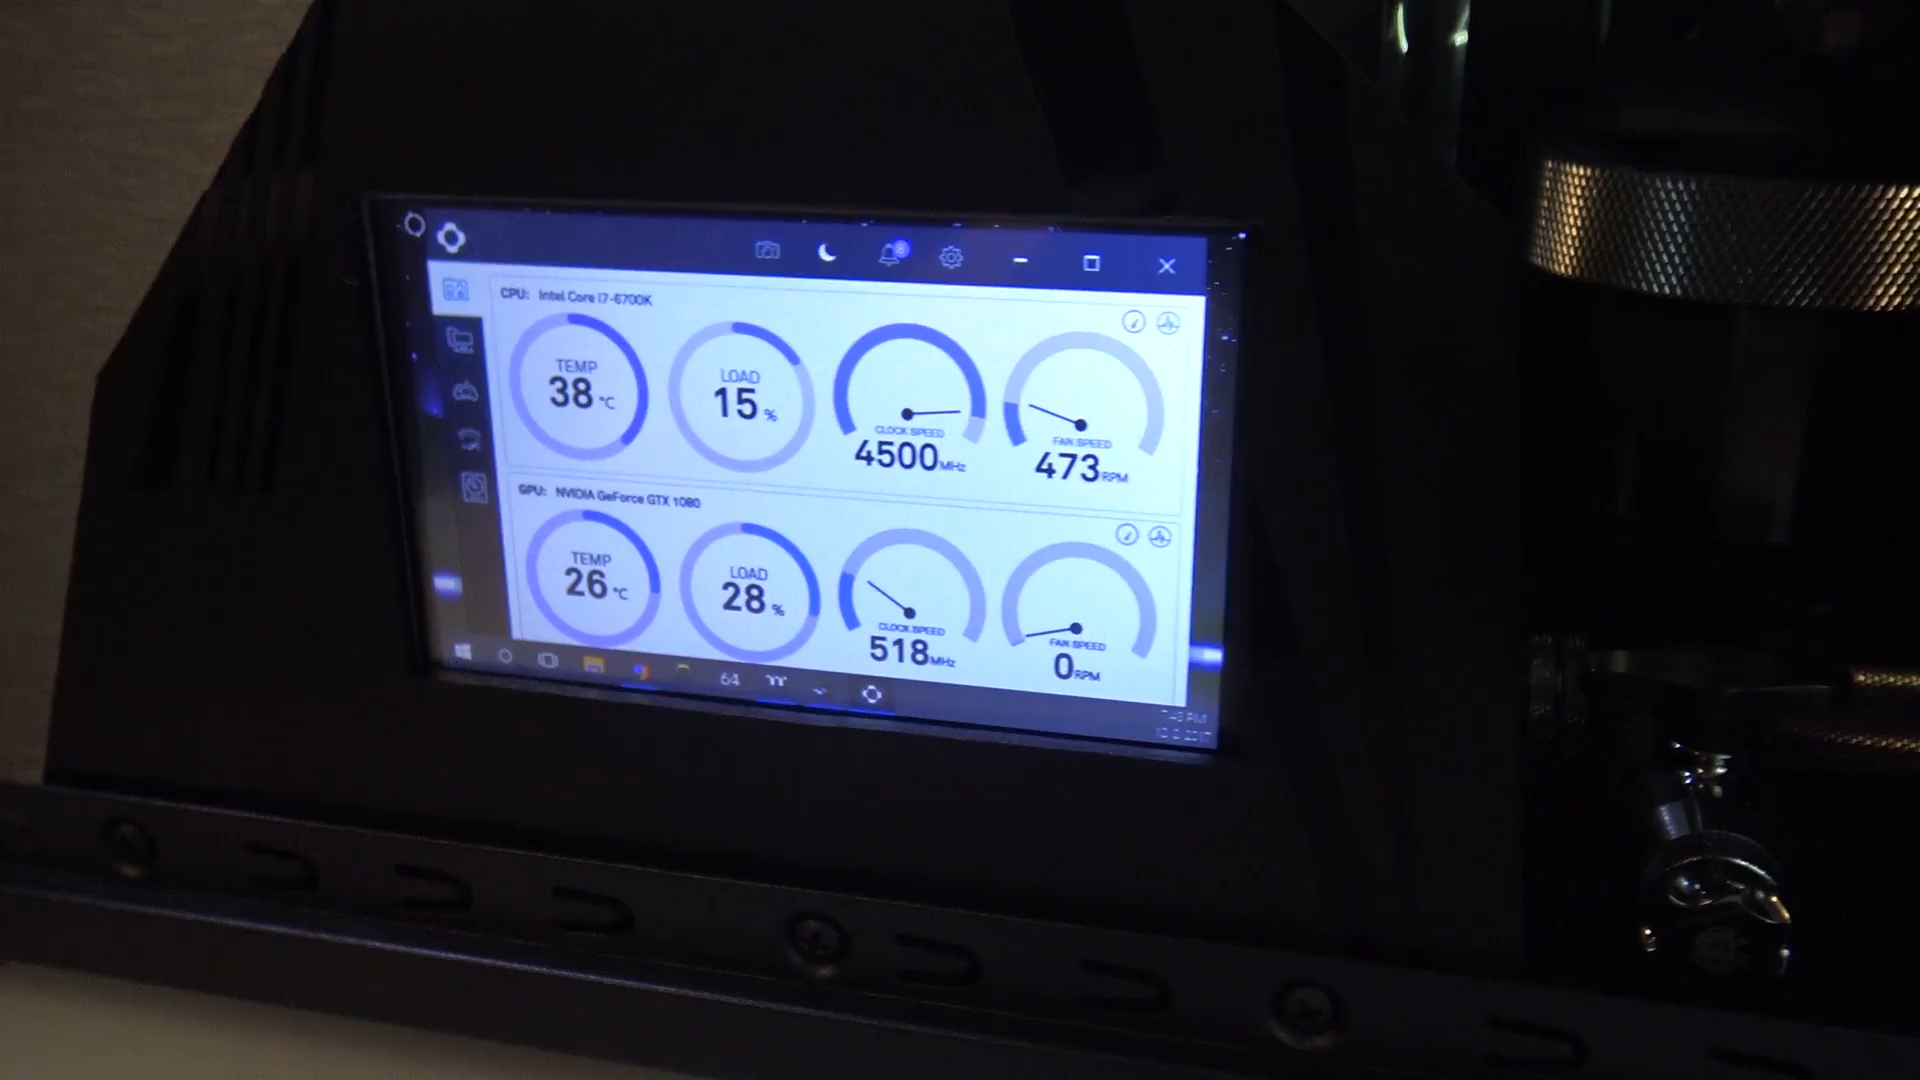 CPU: Intel Core i7-6700K
TEMP
38 °C
LOAD
15 %
CLOCK SPEED
4500 MHz
FAN SPEED
473 RPM
GPU: NVIDIA GeForce GTX 1080
TEMP
26 °C
LOAD
28 %
CLOCK SPEED
518 MHz
FAN SPEED
0 RPM
64